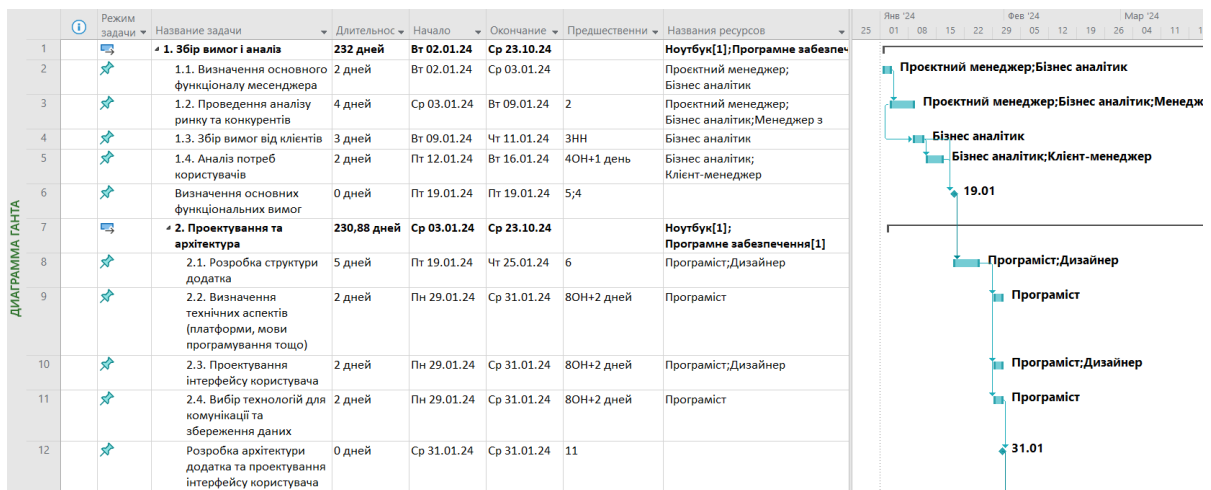 Янв '24 Фев '24 Мар '24
Режим задачи Название задачи Длительнос Начало Окончание Предшественни Названия ресурсов 25 01 08 15 22 29 05 12 19 26 04 11
ДИАГРАММА ГАНТА
1 1. Збір вимог і аналіз 232 дней Вт 02.01.24 Ср 23.10.24 Ноутбук[1];Програмне забезпеч
2 1.1. Визначення основного 2 дней Вт 02.01.24 Ср 03.01.24 Проєктний менеджер; Проєктний менеджер;Бізнес аналітик
функціоналу месенджера Бізнес аналітик
3 1.2. Проведення аналізу 4 дней Ср 03.01.24 Вт 09.01.24 2 Проєктний менеджер; Проєктний менеджер;Бізнес аналітик;Менедж
ринку та конкурентів Бізнес аналітик;Менеджер з
4 1.3. Збір вимог від клієнтів 3 дней Вт 09.01.24 Чт 11.01.24 3НН Бізнес аналітик Бізнес аналітик
5 1.4. Аналіз потреб 2 дней Пт 12.01.24 Вт 16.01.24 4ОН+1 день Бізнес аналітик; Бізнес аналітик;Клієнт-менеджер
користувачів Клієнт-менеджер
6 Визначення основних 0 дней Пт 19.01.24 Пт 19.01.24 5;4 19.01
функціональних вимог
7 2. Проектування та 230,88 дней Ср 03.01.24 Ср 23.10.24 Ноутбук[1];
архітектура Програмне забезпечення[1]
8 2.1. Розробка структури 5 дней Пт 19.01.24 Чт 25.01.24 6 Програміст;Дизайнер Програміст;Дизайнер
додатка
9 2.2. Визначення 2 дней Пн 29.01.24 Ср 31.01.24 8ОН+2 дней Програміст Програміст
технічних аспектів
(платформи, мови
програмування тощо)
10 2.3. Проектування 2 дней Пн 29.01.24 Ср 31.01.24 8ОН+2 дней Програміст;Дизайнер Програміст;Дизайнер
інтерфейсу користувача
11 2.4. Вибір технологій для 2 дней Пн 29.01.24 Ср 31.01.24 8ОН+2 дней Програміст Програміст
комунікації та
збереження даних
12 Розробка архітектури 0 дней Ср 31.01.24 Ср 31.01.24 11 31.01
додатка та проектування
інтерфейсу користувача